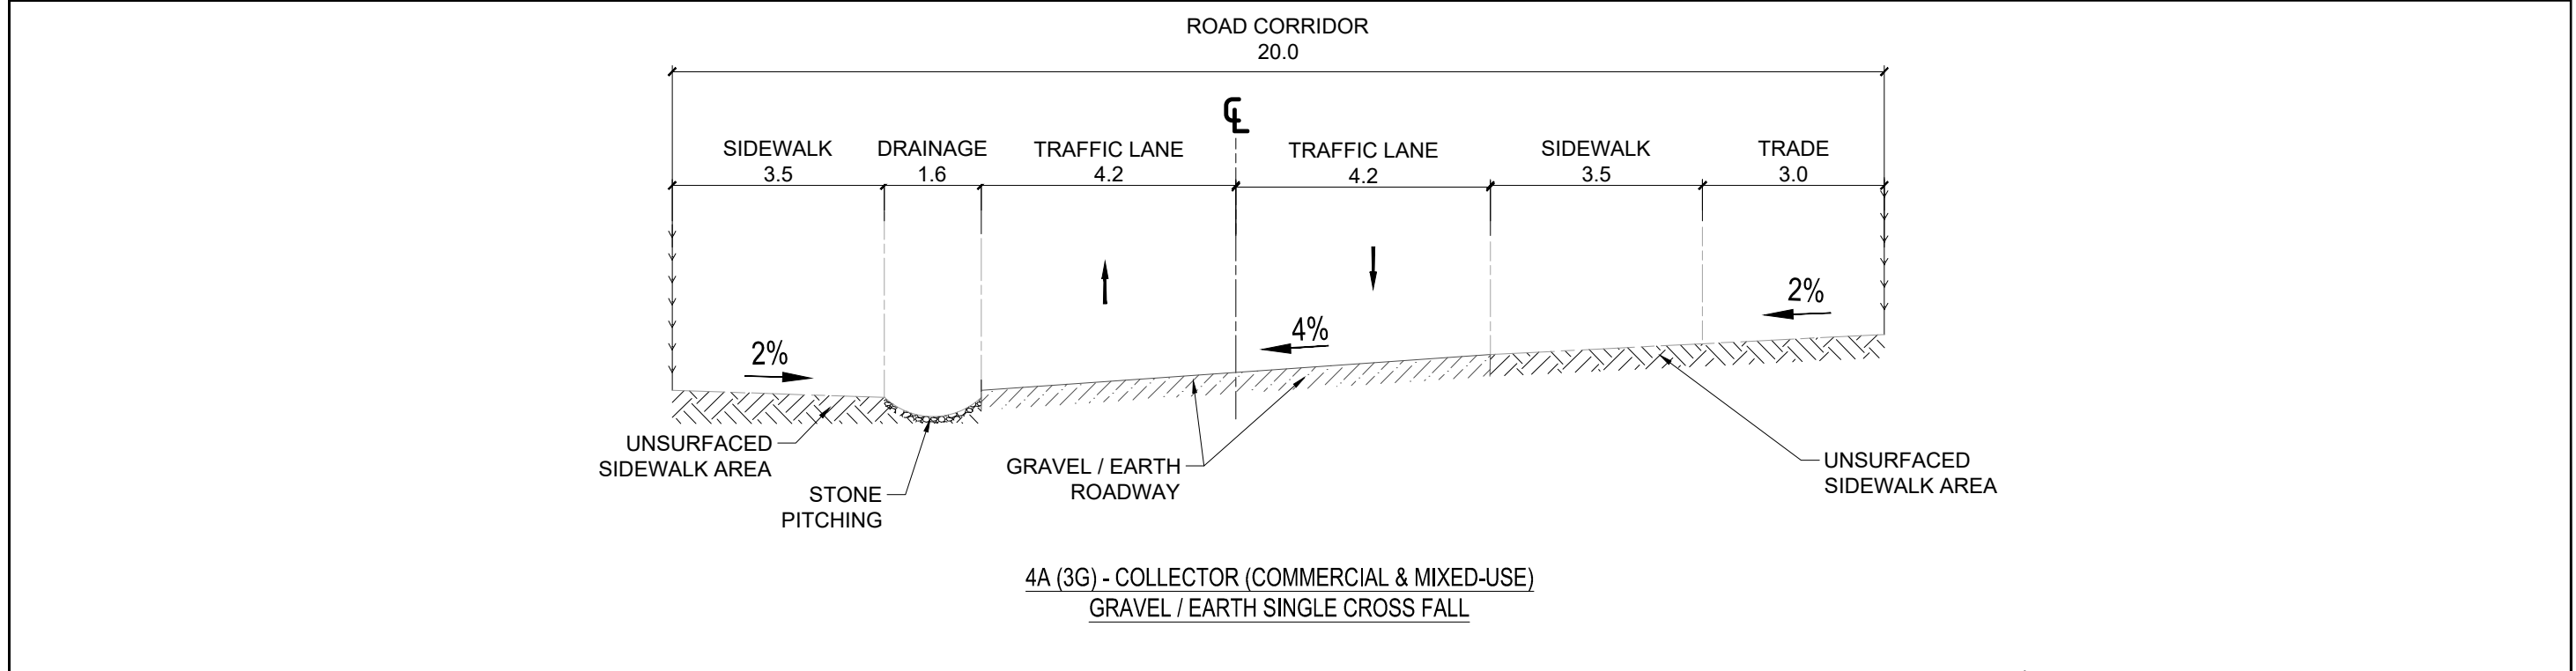 ROAD CORRIDOR
20.0
℄
SIDEWALK
3.5
DRAINAGE
1.6
TRAFFIC LANE
4.2
TRAFFIC LANE
4.2
SIDEWALK
3.5
TRADE
3.0
2%
4%
2%
UNSURFACED
SIDEWALK AREA
STONE
PITCHING
GRAVEL / EARTH
ROADWAY
UNSURFACED
SIDEWALK AREA
4A (3G) - COLLECTOR (COMMERCIAL & MIXED-USE)
GRAVEL / EARTH SINGLE CROSS FALL